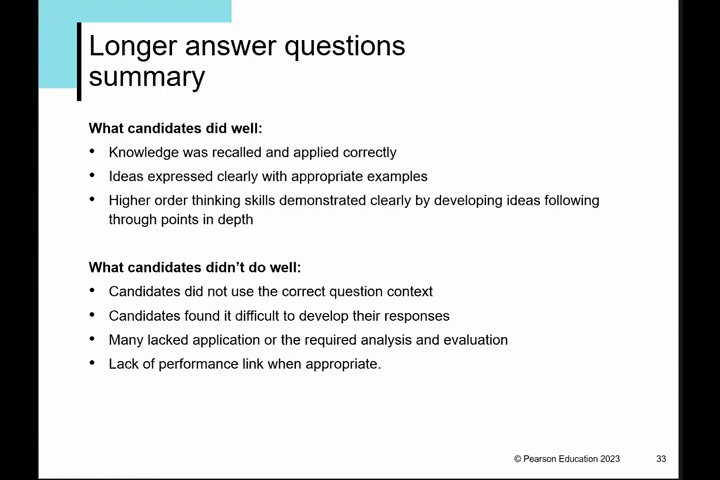 Longer answer questions
summary
What candidates did well:
• Knowledge was recalled and applied correctly
• Ideas expressed clearly with appropriate examples
• Higher order thinking skills demonstrated clearly by developing ideas following
through points in depth
What candidates didn’t do well:
• Candidates did not use the correct question context
• Candidates found it difficult to develop their responses
• Many lacked application or the required analysis and evaluation
• Lack of performance link when appropriate.
© Pearson Education 2023 33